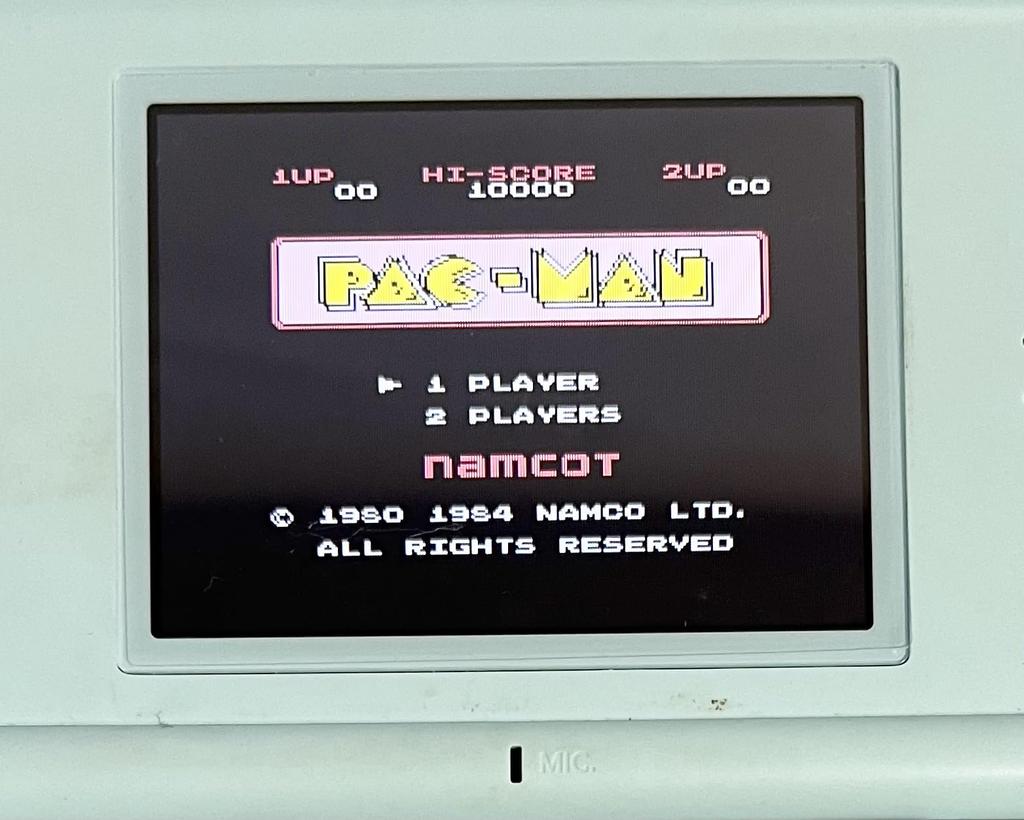 1UP HI-SCORE 2UP
00 10000 00
PAC-MAN
1 PLAYER
2 PLAYERS
namcot
© 1980 1984 NAMCO LTD.
ALL RIGHTS RESERVED
MIC.